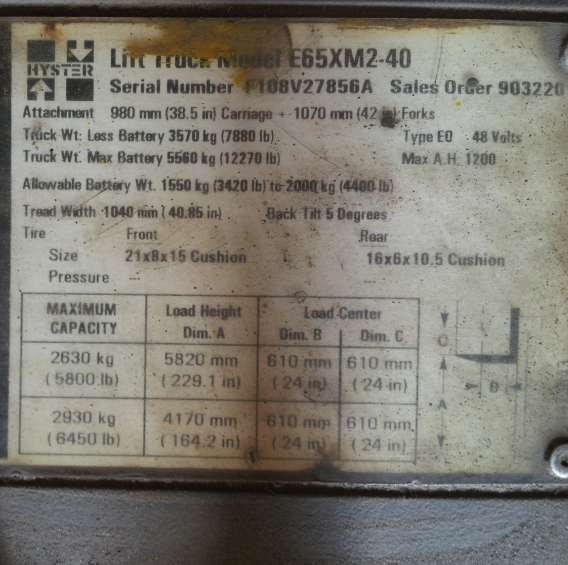 HYSTER
Lift Truck Model E65XM2-40
Serial Number F108V27856A Sales Order 903220
Attachment 980 mm (38.5 in) Carriage + 1070 mm (42 in) Forks
Truck Wt: Less Battery 3570 kg (7880 lb) Type EO 48 Volts
Truck Wt. Max Battery 5560 kg (12270 lb) Max A.H. 1200
Allowable Battery Wt. 1550 kg (3420 lb) to 2000 kg (4400 lb)
Tread Width 1040 mm (40.85 in) Back Tilt 5 Degrees
Tire Front Rear
Size 21x8x15 Cushion 16x6x10.5 Cushion
Pressure --- ---
MAXIMUM CAPACITY Load Height Dim. A Load Center Dim. B Dim. C
2630 kg 5820 mm 610 mm 610 mm
(5800 lb) (229.1 in) (24 in) (24 in)
2930 kg 4170 mm 610 mm 610 mm
(6450 lb) (164.2 in) (24 in) (24 in)
C
B
A